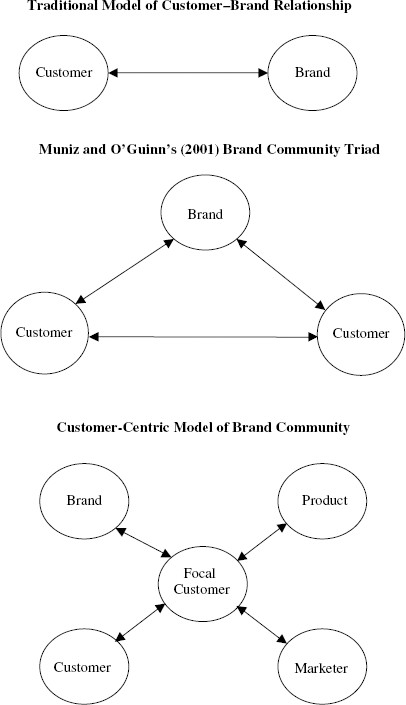 Traditional Model of Customer–Brand Relationship
Customer
Brand
Muniz and O'Guinn's (2001) Brand Community Triad
Brand
Customer
Customer
Customer-Centric Model of Brand Community
Brand
Product
Focal
Customer
Customer
Marketer